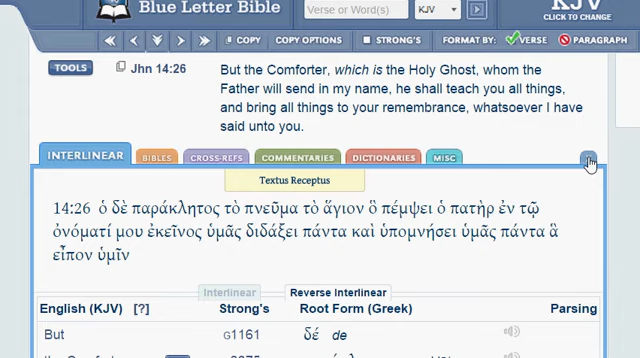 Blue Letter Bible
Verse or Word(s)
KJV
KJV
CLICK TO CHANGE
COPY
COPY OPTIONS
STRONG'S
FORMAT BY:
VERSE
PARAGRAPH
TOOLS
Jhn 14:26
But the Comforter, which is the Holy Ghost, whom the
Father will send in my name, he shall teach you all things,
and bring all things to your remembrance, whatsoever I have
said unto you.
INTERLINEAR
BIBLES
CROSS-REFS
COMMENTARIES
DICTIONARIES
MISC
Textus Receptus
14:26 ὁ δὲ παράκλητος τὸ πνεῦμα τὸ ἅγιον ὃ πέμψει ὁ πατὴρ ἐν τῷ
ὀνόματί μου ἐκεῖνος ὑμᾶς διδάξει πάντα καὶ ὑπομνήσει ὑμᾶς πάντα ἃ
εἶπον ὑμῖν
Interlinear
Reverse Interlinear
English (KJV) [?]
Strong's
Root Form (Greek)
Parsing
But
G1161
δέ de